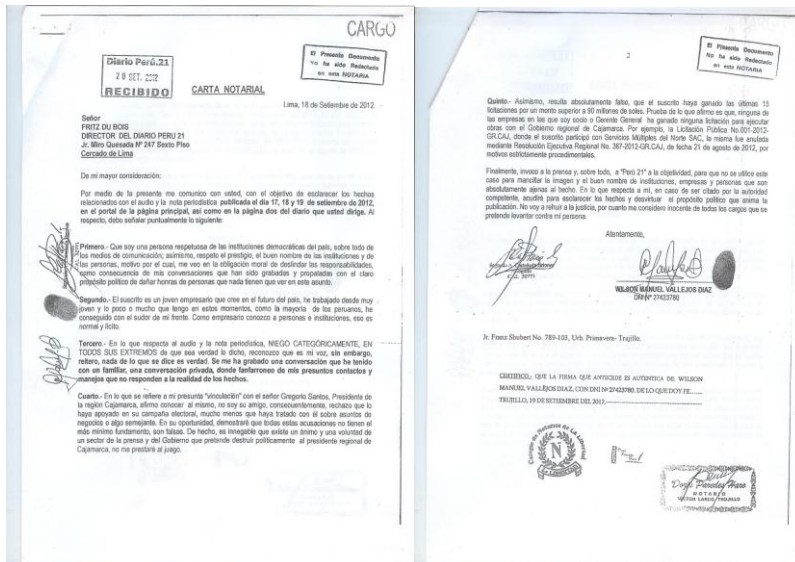 CARGO
Diario Perú.21
20 SET. 2012
RECIBIDO
El Presente Documento
No ha sido Redactado
en esta NOTARIA
CARTA NOTARIAL
Lima, 18 de Setiembre de 2012.
Señor
FRITZ DU BOIS
DIRECTOR DEL DIARIO PERU 21
Jr. Miro Quesada Nº 247 Sexto Piso
Cercado de Lima
De mi mayor consideración:
Por medio de la presente me comunico con usted, con el objetivo de esclarecer los hechos
relacionados con el audio y la nota periodística publicada el día 17, 18 y 19 de setiembre de 2012,
en el portal de la página principal, así como en la página dos del diario que usted dirige. Al
respecto, debo señalar puntualmente lo siguiente:
Primero.- Que soy una persona respetuosa de las instituciones democráticas del país, sobre todo de
los medios de comunicación; asimismo, respeto el prestigio, el buen nombre de las instituciones y de
las personas, motivo por el cual, me veo en la obligación moral de deslindar las responsabilidades,
como consecuencia de mis conversaciones que han sido grabadas y propaladas con el claro
propósito político de dañar honras de personas que nada tienen que ver en este asunto.
Segundo.- El suscrito es un joven empresario que cree en el futuro del país, he trabajado desde muy
joven y lo poco o mucho que tengo en estos momentos, como la mayoría de los peruanos, he
conseguido con el sudor de mi frente. Como empresario conozco a personas e instituciones, eso es
normal y lícito.
Tercero.- En lo que respecta al audio y la nota periodística, NIEGO CATEGÓRICAMENTE, EN
TODOS SUS EXTREMOS de que sea verdad lo dicho, reconozco que es mi voz, sin embargo,
reitero, nada de lo que se dice es verdad. Se me ha grabado una conversación que he tenido
con un familiar, una conversación privada, donde fanfarroneo de mis presuntos contactos y
manejos que no responden a la realidad de los hechos.
Cuarto.- En lo que se refiere a mi presunta "vinculación" con el señor Gregorio Santos, Presidente de
la región Cajamarca, afirmo conocer al mismo, no soy su amigo, consecuentemente, rechazo que lo
haya apoyado en su campaña electoral, mucho menos que haya tratado con él sobre asuntos de
negocios o algo semejante. En su oportunidad, demostraré que todas estas acusaciones no tienen el
más mínimo fundamento, son falsas. De hecho, es innegable que existe un ánimo y una voluntad de
un sector de la prensa y del Gobierno que pretende destruir políticamente al presidente regional de
Cajamarca, no me prestaré al juego.
2
El Presente Documento
No ha sido Redactado
en esta NOTARIA
Quinto.- Asimismo, resulta absolutamente falso, que el suscrito haya ganado las últimas 15
licitaciones por un monto superior a 90 millones de soles. Prueba de lo que afirmo es que, ninguna de
las empresas en las que soy socio o Gerente General ha ganado ninguna licitación para ejecutar
obras con el Gobierno regional de Cajamarca. Por ejemplo, la Licitación Pública No.001-2012-
GR.CAJ, donde el suscrito participó con Servicios Múltiples del Norte SAC, la misma fue anulada
mediante Resolución Ejecutiva Regional No. 367-2012-GR.CAJ, de fecha 21 de agosto de 2012, por
motivos estrictamente procedimentales.
Finalmente, invoco a la prensa y, sobre todo, a "Perú 21" a la objetividad, para que no se utilice este
caso para mancillar la imagen y el buen nombre de instituciones, empresas y personas que son
absolutamente ajenas al hecho. En lo que respecta a mi, en caso de ser citado por la autoridad
competente, acudiré para esclarecer los hechos y desvirtuar el propósito político que anima la
publicación. No voy a rehuir a la justicia, por cuanto me considero inocente de todos los cargos que se
pretende levantar contra mi persona.
Atentamente,
WILSON MANUEL VALLEJOS DIAZ
DNI Nº 27423780
Jr. Franz Shubert No. 789-103, Urb. Primavera- Trujillo.
CERTIFICO.- QUE LA FIRMA QUE ANTECEDE ES AUTENTICA DE: WILSON
MANUEL VALLEJOS DIAZ, CON DNI Nº 27423780. DE LO QUE DOY FE.......
TRUJILLO, 19 DE SETIEMBRE DEL 2012.
Colegio de Notarios de La Libertad
LA LIBERTAD
NOTARIO
VICTOR LARCO - TRUJILLO